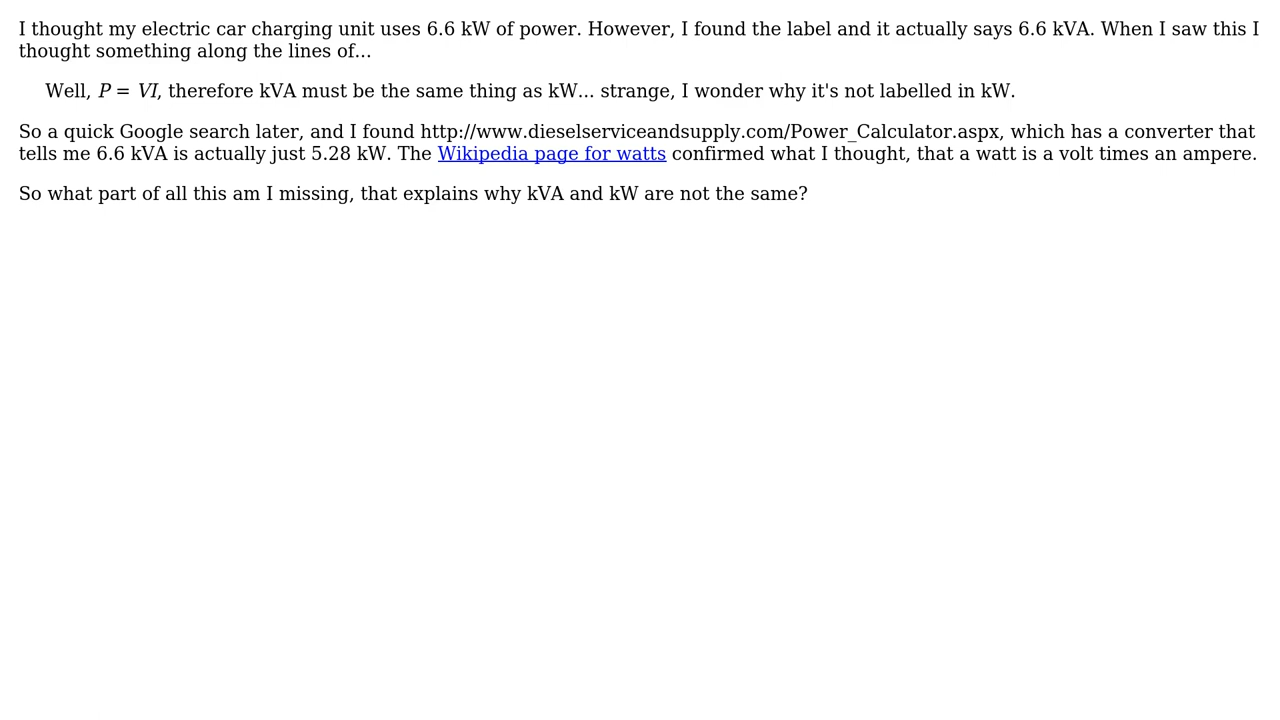 I thought my electric car charging unit uses 6.6 kW of power. However, I found the label and it actually says 6.6 kVA. When I saw this I
thought something along the lines of...
Well, P = VI, therefore kVA must be the same thing as kW... strange, I wonder why it's not labelled in kW.
So a quick Google search later, and I found http://www.dieselserviceandsupply.com/Power_Calculator.aspx, which has a converter that
tells me 6.6 kVA is actually just 5.28 kW. The Wikipedia page for watts confirmed what I thought, that a watt is a volt times an ampere.
So what part of all this am I missing, that explains why kVA and kW are not the same?